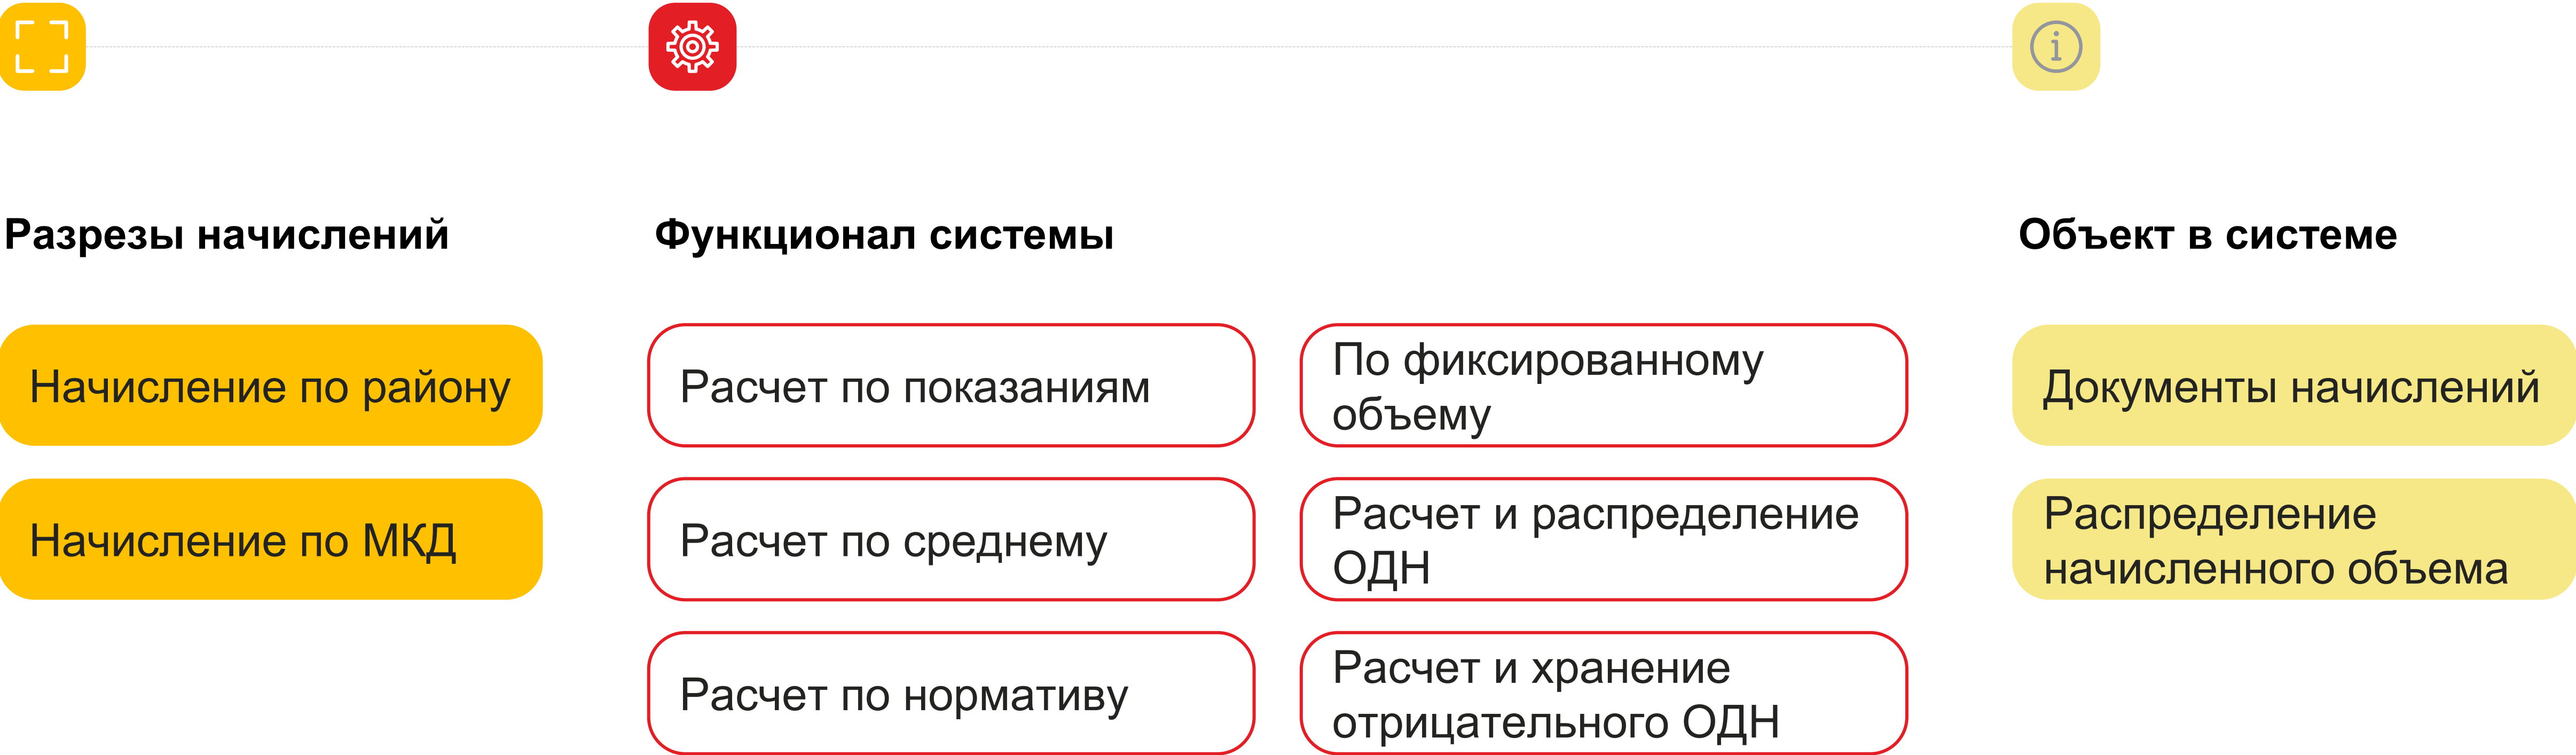 Разрезы начислений
Начисление по району
Начисление по МКД
Функционал системы
Расчет по показаниям
Расчет по среднему
Расчет по нормативу
По фиксированному
объему
Расчет и распределение
ОДН
Расчет и хранение
отрицательного ОДН
Объект в системе
Документы начислений
Распределение
начисленного объема